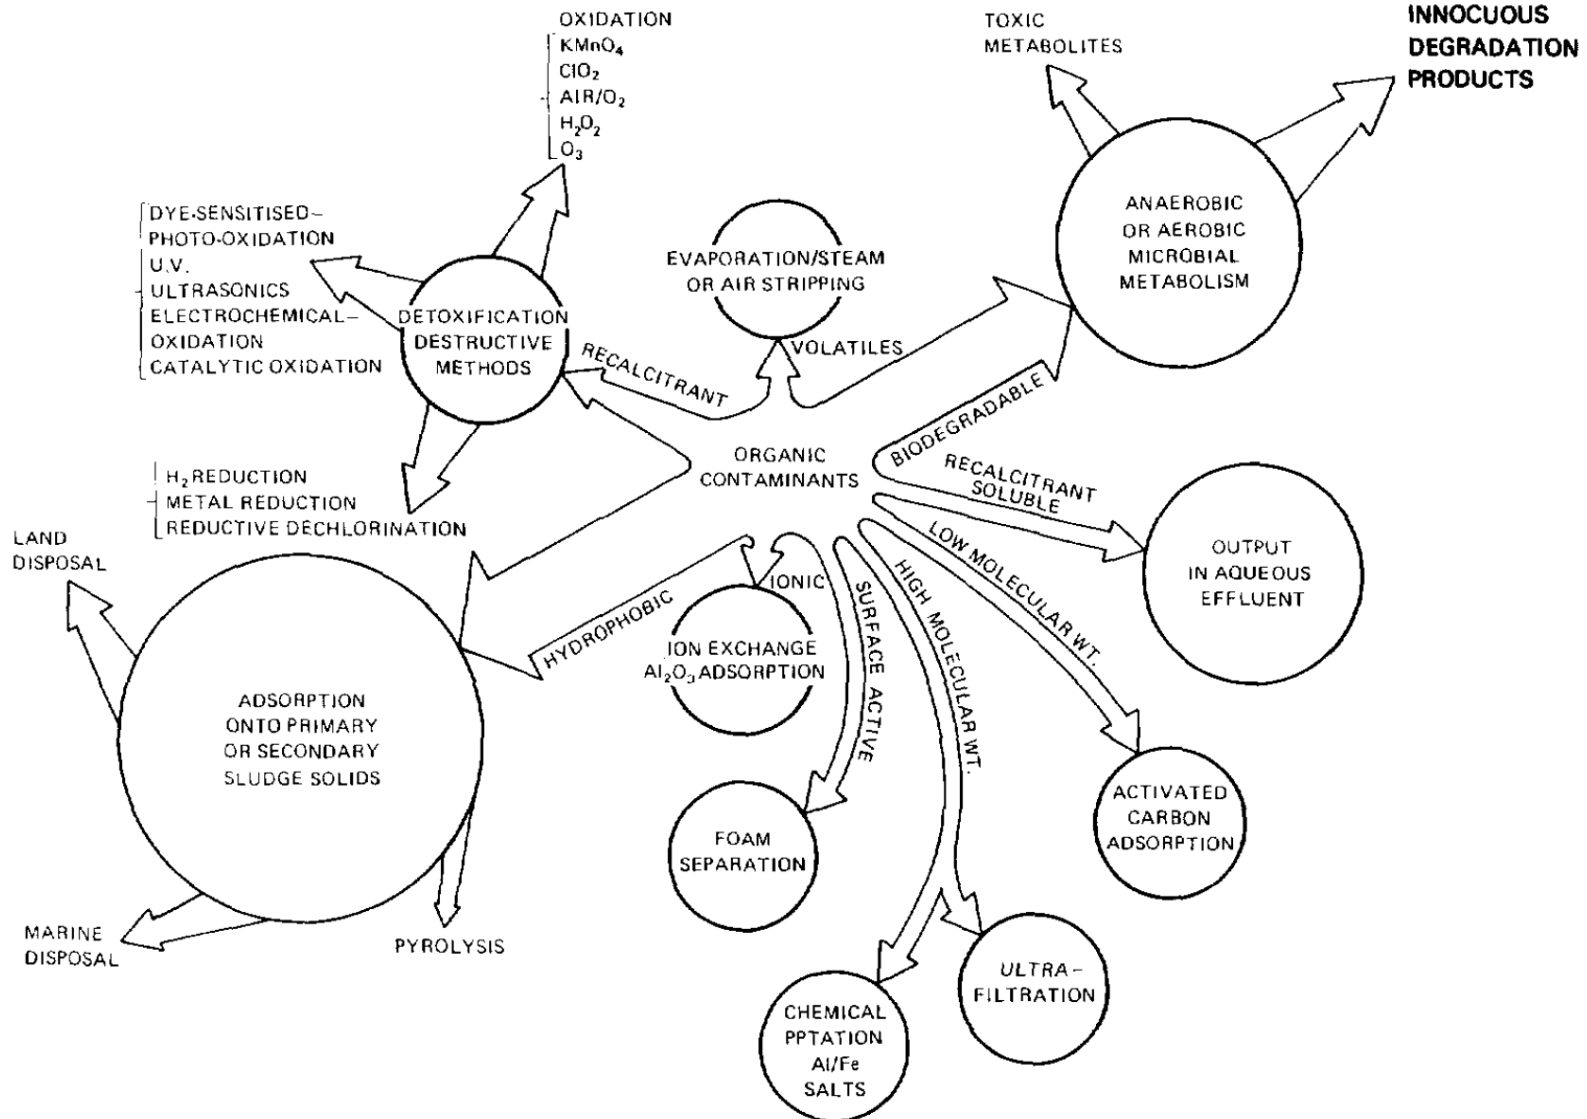 OXIDATION
KMnO₄
ClO₂
AIR/O₂
H₂O₂
O₃
TOXIC
METABOLITES
INNOCUOUS
DEGRADATION
PRODUCTS
DYE-SENSITISED–
PHOTO-OXIDATION
U.V.
ULTRASONICS
ELECTROCHEMICAL–
OXIDATION
CATALYTIC OXIDATION
DETOXIFICATION
DESTRUCTIVE
METHODS
EVAPORATION/STEAM
OR AIR STRIPPING
ANAEROBIC
OR AEROBIC
MICROBIAL
METABOLISM
RECALCITRANT
VOLATILES
BIODEGRADABLE
ORGANIC
CONTAMINANTS
RECALCITRANT
SOLUBLE
H₂ REDUCTION
METAL REDUCTION
REDUCTIVE DECHLORINATION
LAND
DISPOSAL
HYDROPHOBIC
IONIC
SURFACE ACTIVE
HIGH MOLECULAR WT.
LOW MOLECULAR WT.
OUTPUT
IN AQUEOUS
EFFLUENT
ION EXCHANGE
Al₂O₃ ADSORPTION
ADSORPTION
ONTO PRIMARY
OR SECONDARY
SLUDGE SOLIDS
ACTIVATED
CARBON
ADSORPTION
FOAM
SEPARATION
MARINE
DISPOSAL
PYROLYSIS
ULTRA–
FILTRATION
CHEMICAL
PPTATION
Al/Fe
SALTS